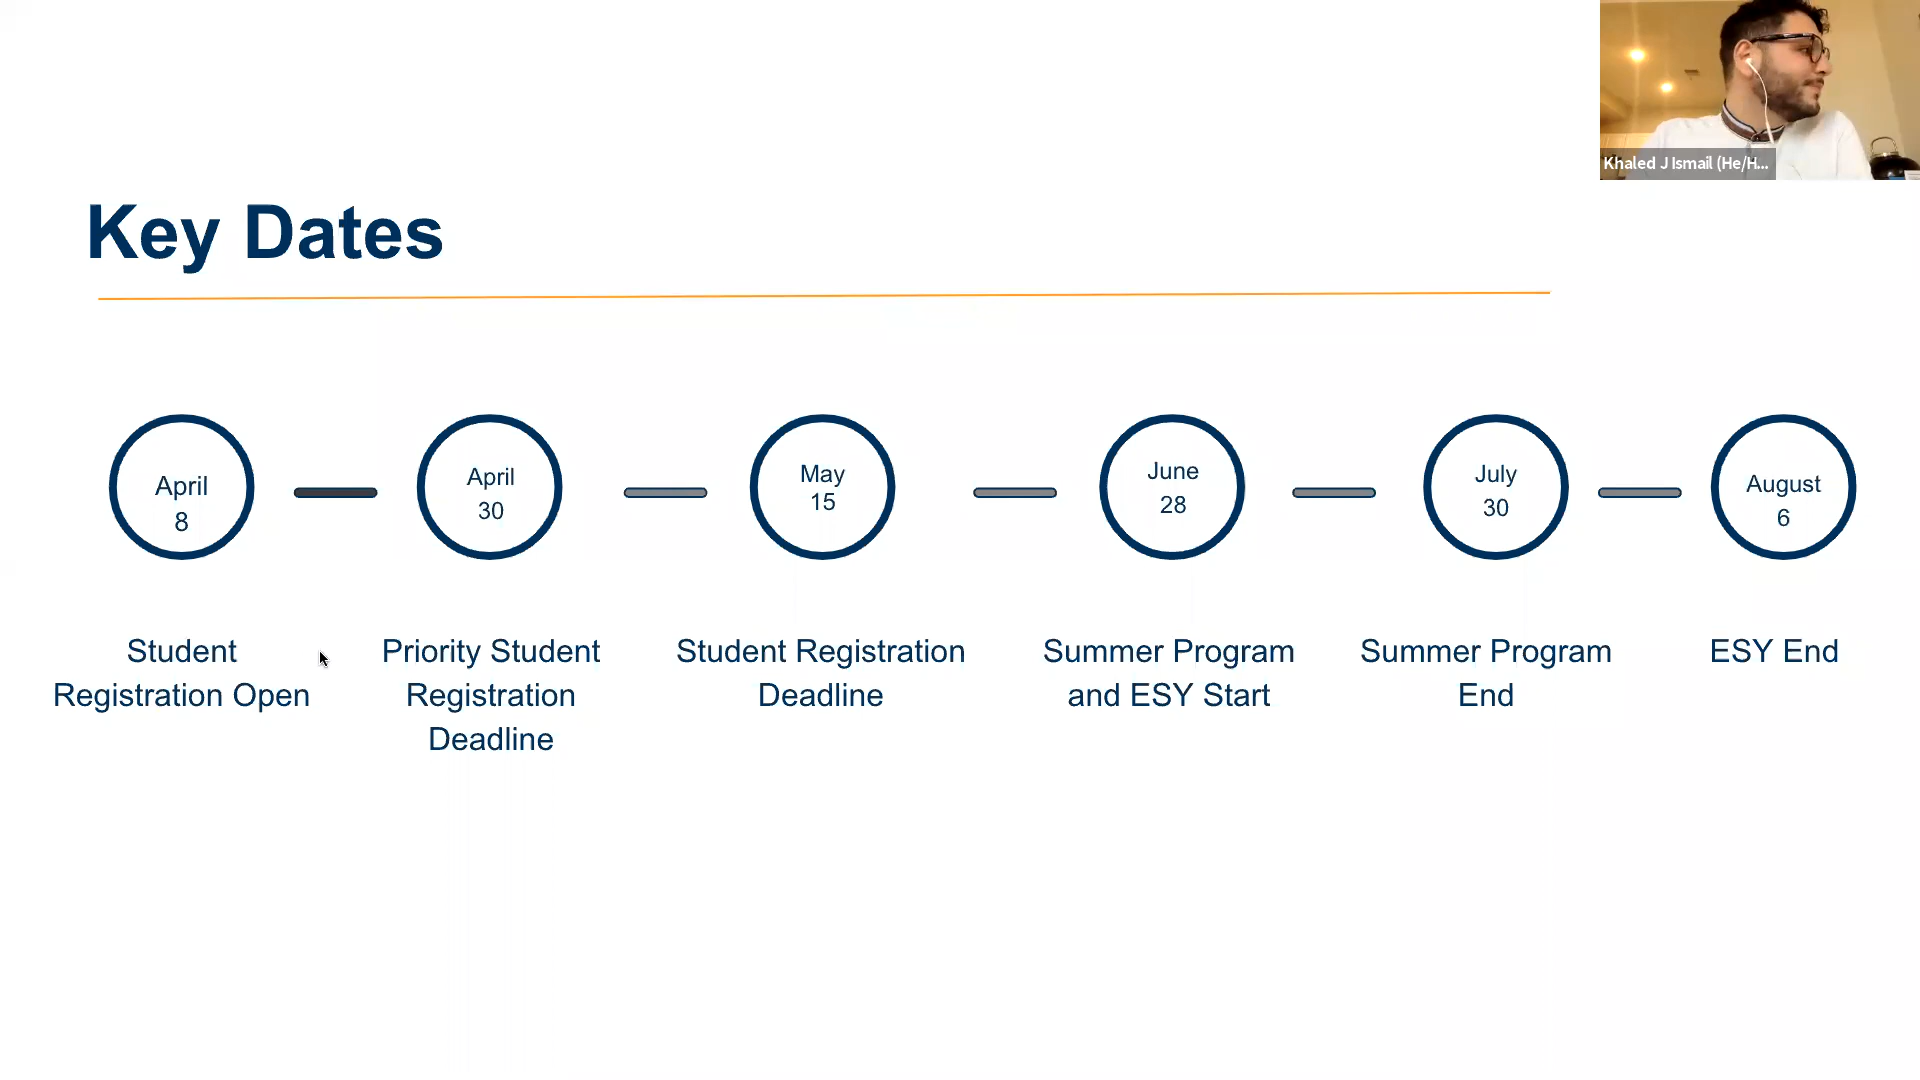 Khaled J Ismail (He/H...
Key Dates
April
8
April
30
May
15
June
28
July
30
August
6
Student
Registration Open
Priority Student
Registration
Deadline
Student Registration
Deadline
Summer Program
and ESY Start
Summer Program
End
ESY End